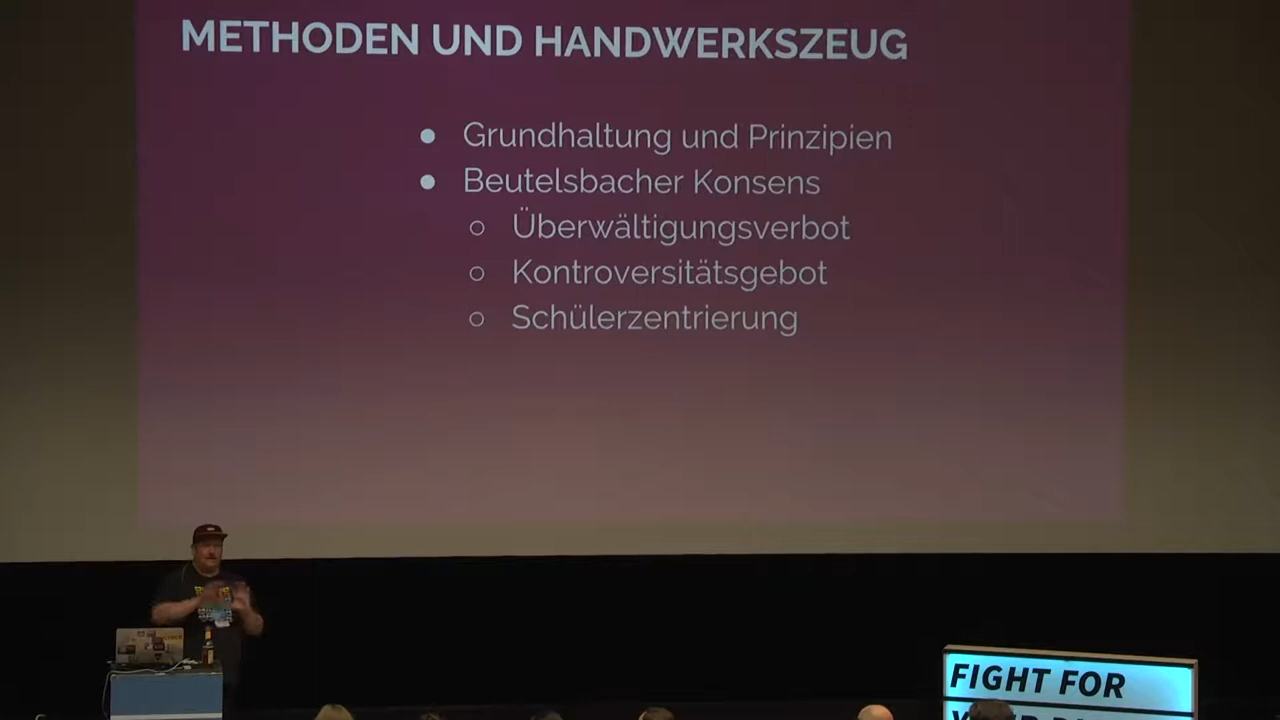 METHODEN UND HANDWERKSZEUG
● Grundhaltung und Prinzipien
● Beutelsbacher Konsens
○ Überwältigungsverbot
○ Kontroversitätsgebot
○ Schülerzentrierung
FIGHT FOR